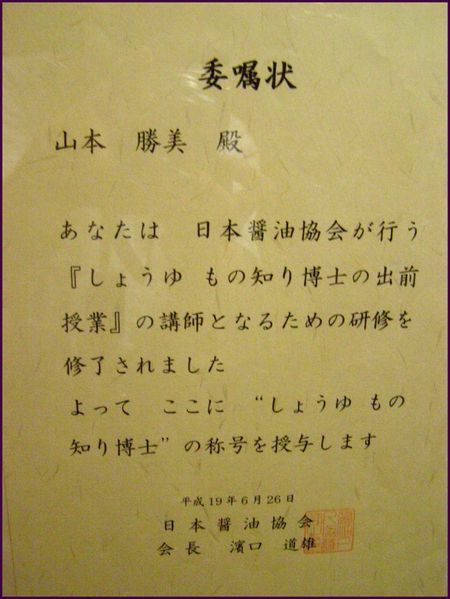 委嘱状
山本 勝美 殿
あなたは 日本醤油協会が行う
『しょうゆ もの知り博士の出前
授業』の講師となるための研修を
修了されました
よって ここに “しょうゆ もの
知り博士”の称号を授与します
平成19年6月26日
日本醤油協会
会長 濱口 道雄